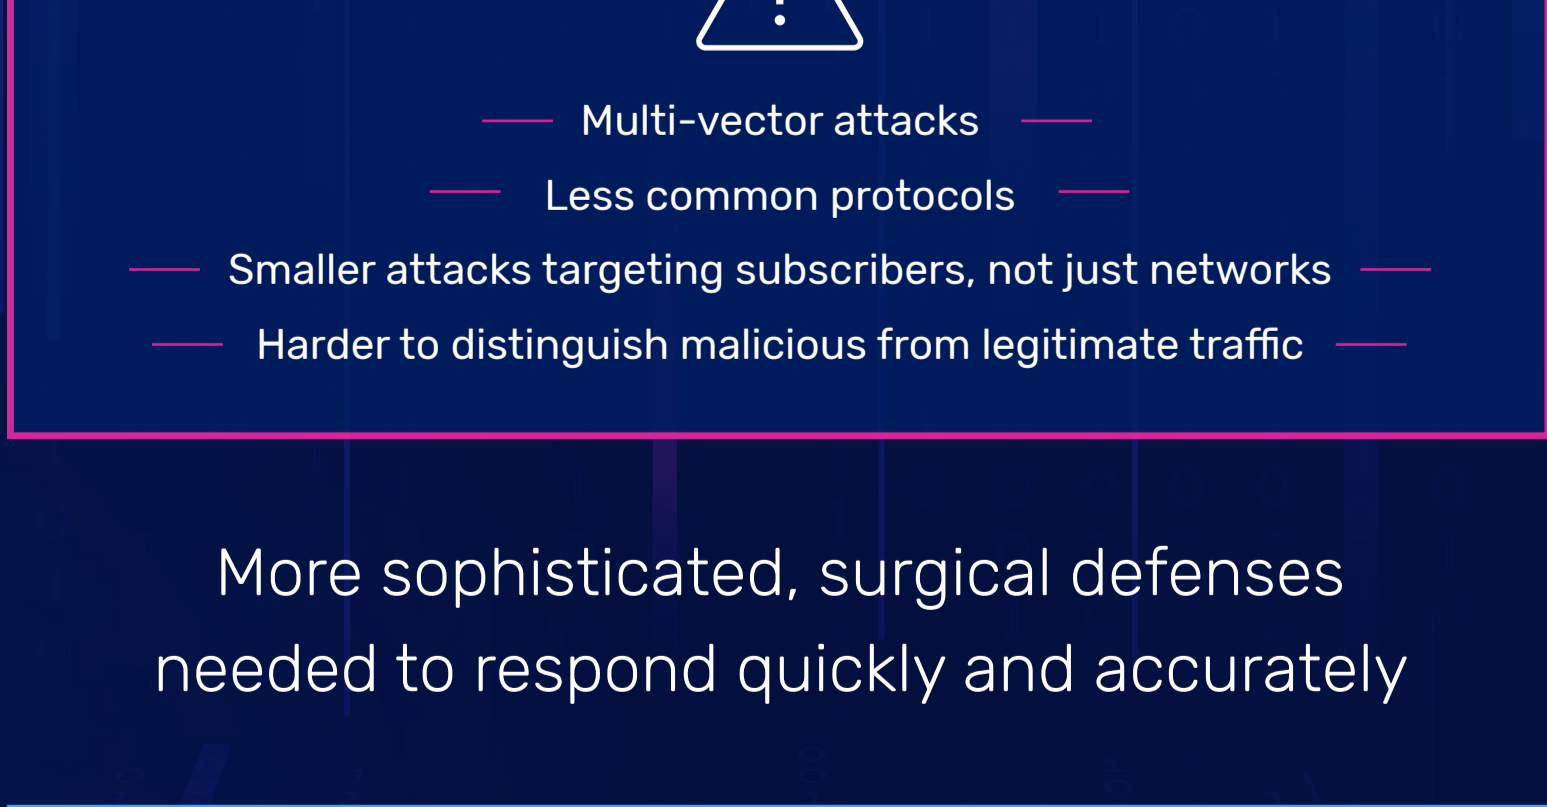 Multi-vector attacks
Less common protocols
Smaller attacks targeting subscribers, not just networks
Harder to distinguish malicious from legitimate traffic
More sophisticated, surgical defenses
needed to respond quickly and accurately